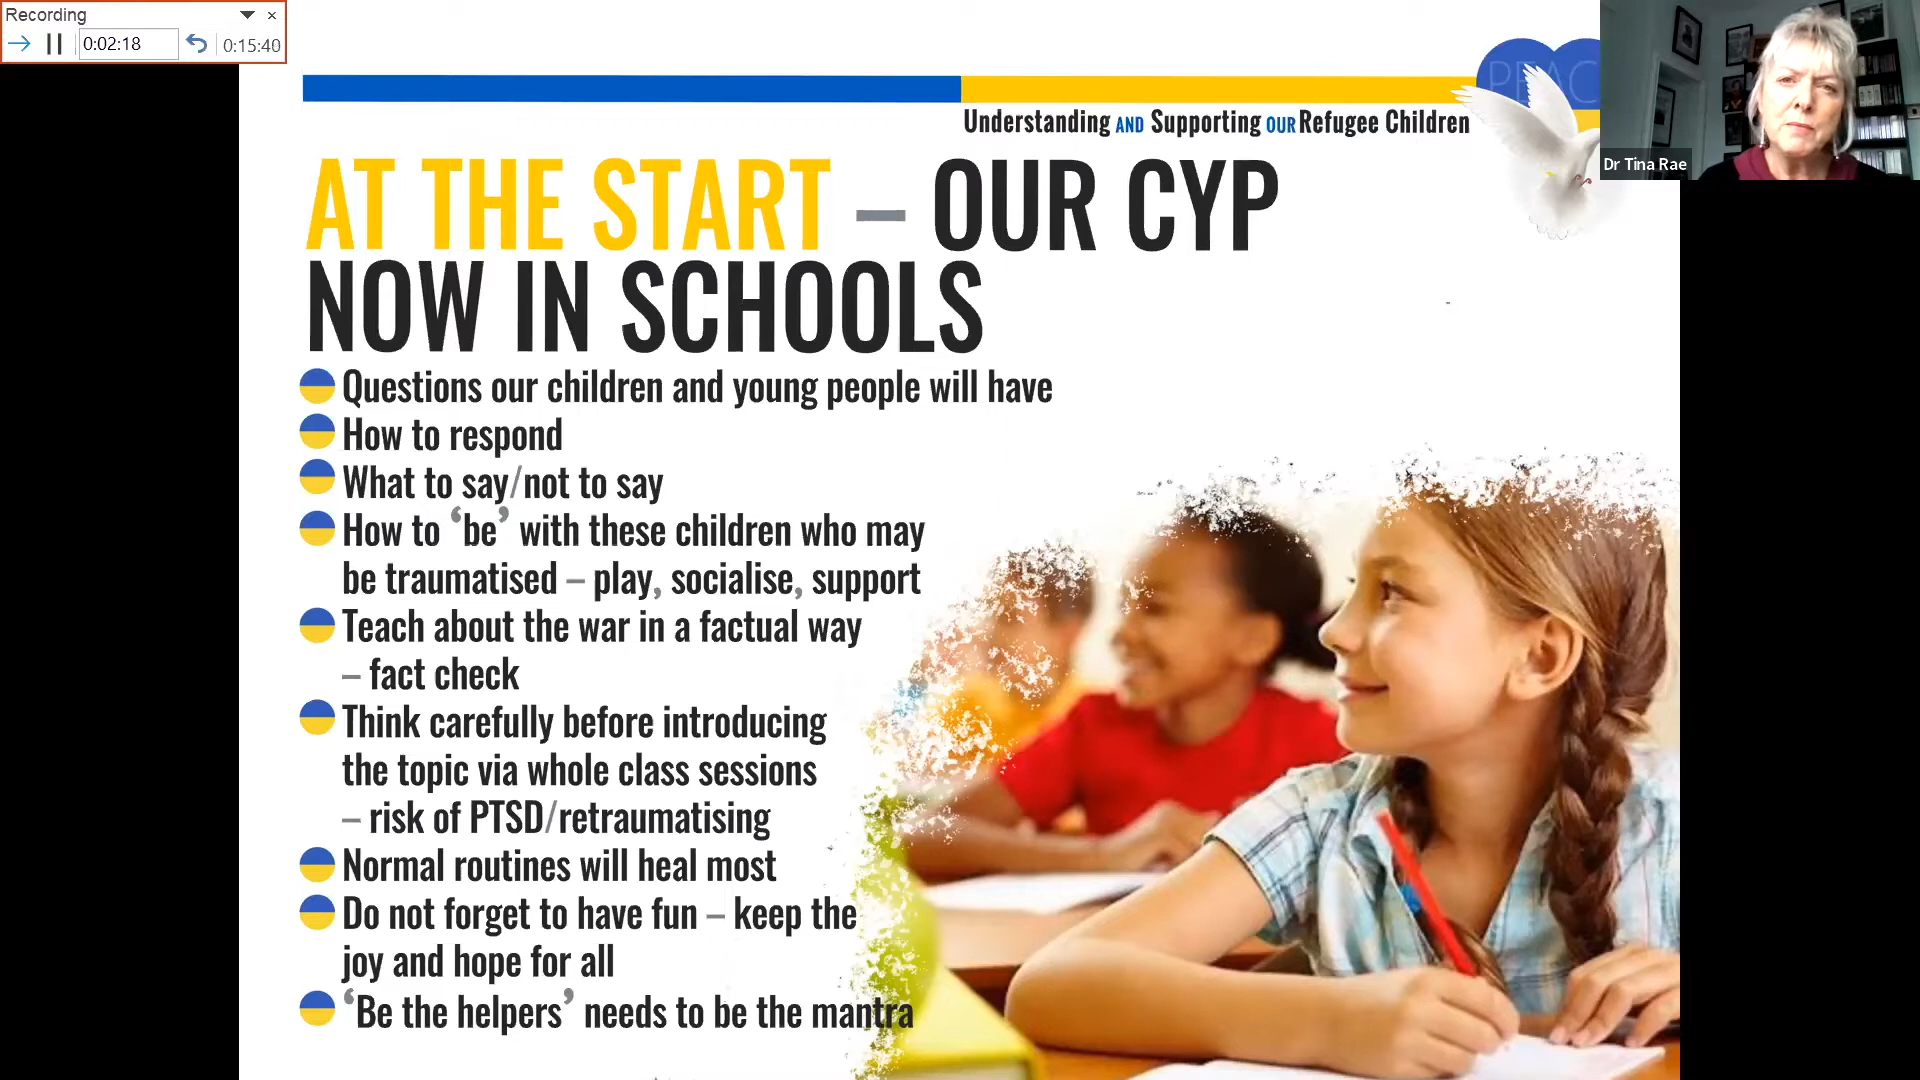 Recording
0:02:18
0:15:40
PEAC
Understanding AND Supporting OUR Refugee Children
Dr Tina Rae
AT THE START – OUR CYP
NOW IN SCHOOLS
Questions our children and young people will have
How to respond
What to say/not to say
How to ‘be’ with these children who may
be traumatised – play, socialise, support
Teach about the war in a factual way
– fact check
Think carefully before introducing
the topic via whole class sessions
– risk of PTSD/retraumatising
Normal routines will heal most
Do not forget to have fun – keep the
joy and hope for all
‘Be the helpers’ needs to be the mantra